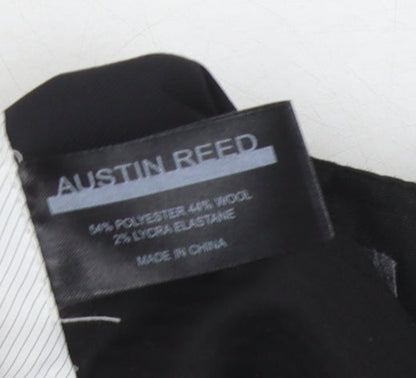 AUSTIN REED
54% POLYESTER 44% WOOL
2% LYCRA ELASTANE
MADE IN CHINA